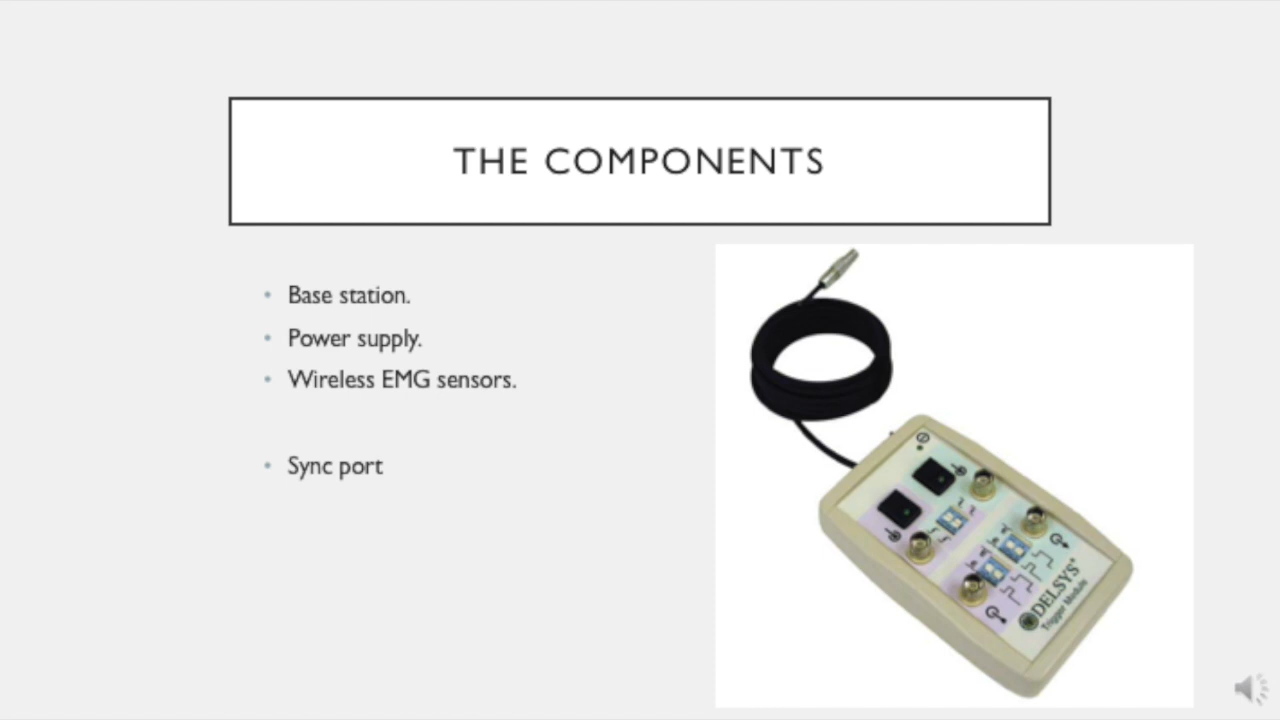 THE COMPONENTS
• Base station.
• Power supply.
• Wireless EMG sensors.
• Sync port
DELSYS®
Trigger Module